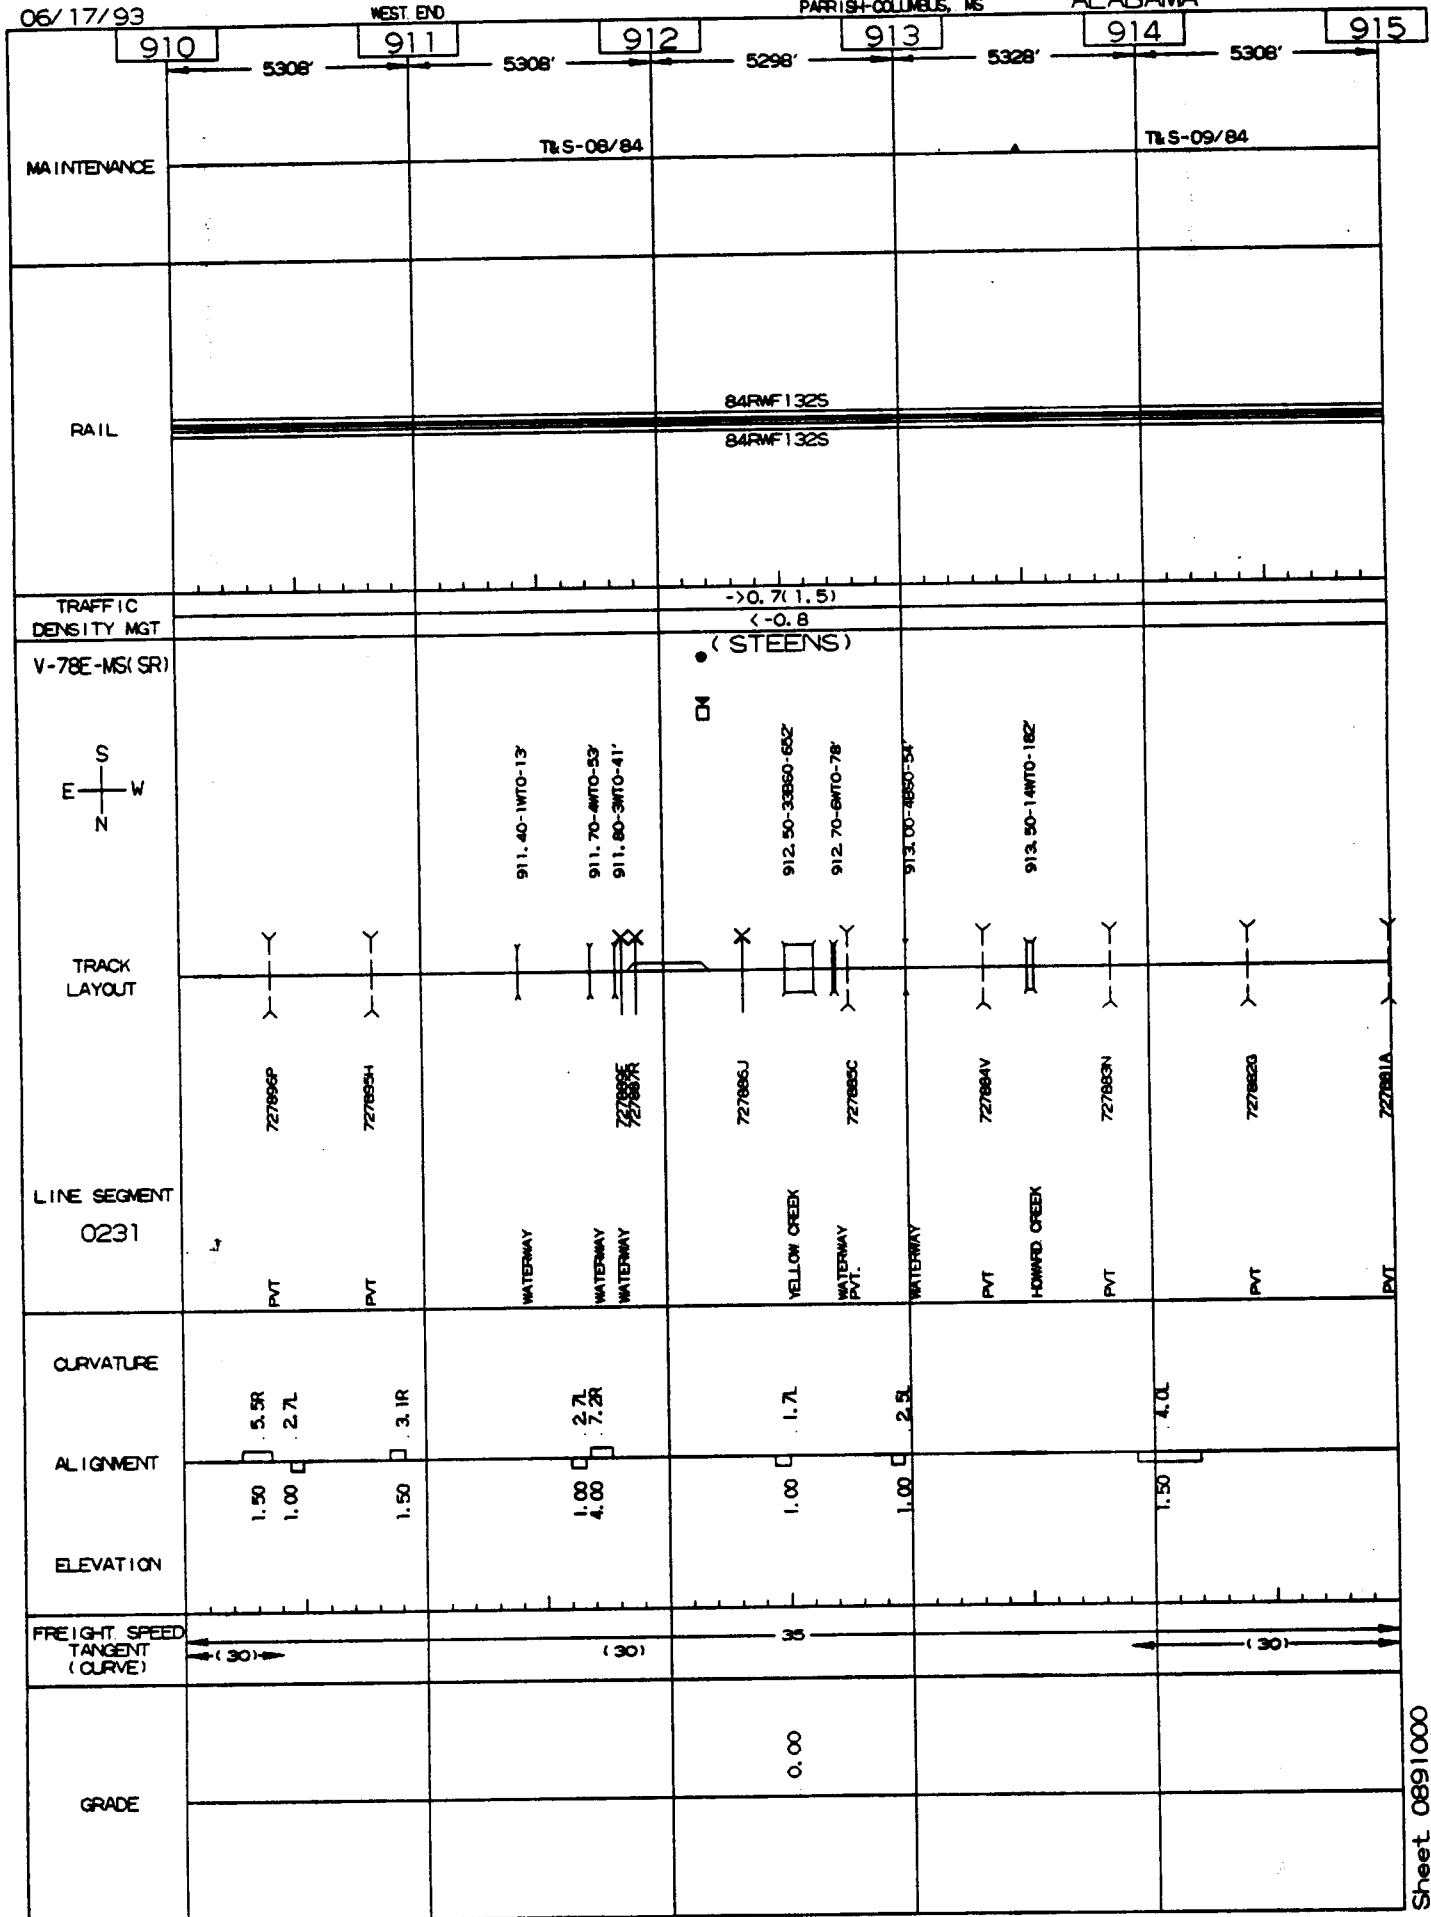 06/17/93
WEST END
PARRISH-COLUMBUS, MS
ALABAMA
910 911 912 913 914 915
5308' 5308' 5298' 5328' 5308'
MAINTENANCE
T&S-08/84
T&S-09/84
RAIL
84RWF132S
84RWF132S
TRAFFIC
DENSITY MGT
->0.7(1.5)
<-0.8
V-78E-MS(SR)
(STEENS)
S
E W
N
911.40-1WTO-13'
911.70-4WTO-53'
911.80-3WTO-41'
912.50-33BGO-652'
912.70-6WTO-78'
913.00-4BSO-54'
913.50-14WTO-182'
TRACK
LAYOUT
727896P
727895H
727887R
727886J
727885C
727884V
727883N
727882G
727881A
LINE SEGMENT
0231
PVT
PVT
WATERWAY
WATERWAY
WATERWAY
YELLOW CREEK
WATERWAY
PVT.
WATERWAY
PVT
HOWARD CREEK
PVT
PVT
PVT
CURVATURE
5.5R
2.7L
3.1R
2.7L
7.2R
1.7L
2.5L
4.0L
ALIGNMENT
1.50
1.00
1.50
1.00
4.00
1.00
1.00
1.50
ELEVATION
FREIGHT SPEED
TANGENT
(CURVE)
35
(30) (30) (30)
GRADE
0.00
Sheet 0891000